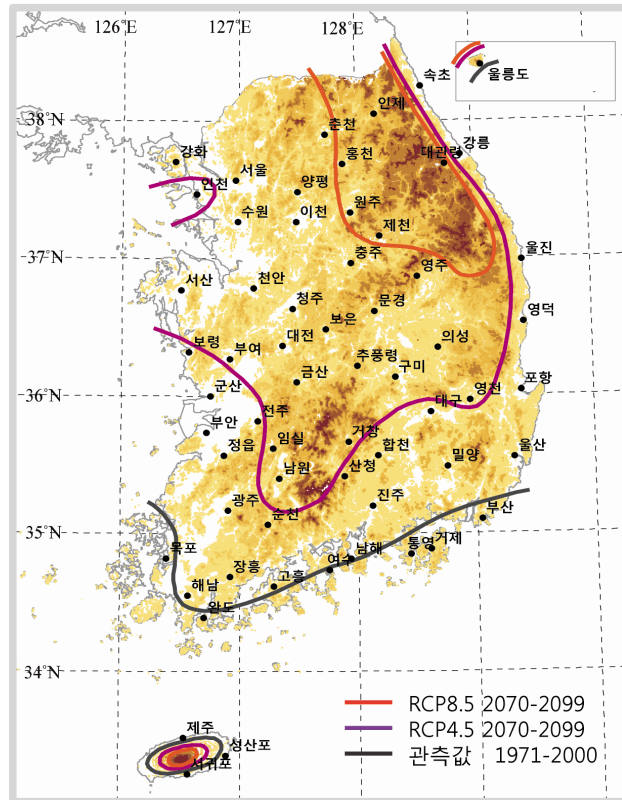 126°E 127°E 128°E
속초 울릉도
인제
38°N
춘천 강릉
강화 홍천 대관령
서울
인천 양평
원주
수원 이천
제천
37°N 충주 울진
영주
서산 천안
청주 문경 영덕
보은
보령 대전 의성
부여 추풍령
금산 구미
36°N 군산 영천 포항
대구
부안 전주
정읍 임실 거창 합천 울산
밀양
남원 산청
광주 진주
순천 부산
35°N 거제
목포 남해 통영
여수
장흥
해남 고흥
완도
34°N
제주 RCP8.5 2070-2099
성산포 RCP4.5 2070-2099
서귀포 관측값 1971-2000